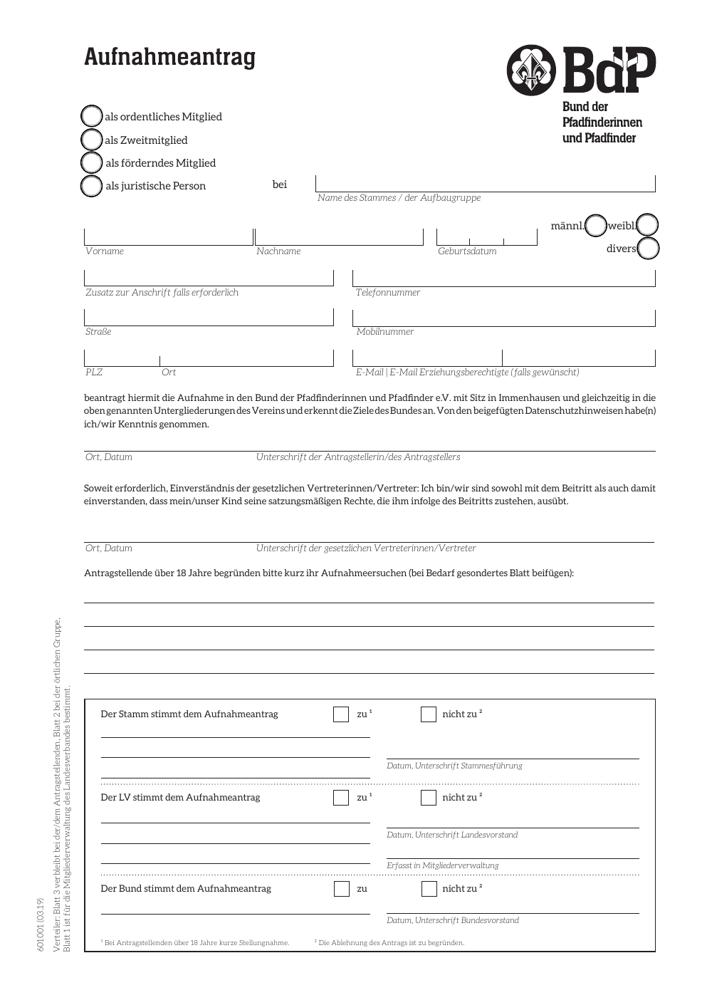 Aufnahmeantrag
BdP
Bund der
Pfadfinderinnen
und Pfadfinder
als ordentliches Mitglied
als Zweitmitglied
als förderndes Mitglied
als juristische Person bei
Name des Stammes / der Aufbaugruppe
männl. weibl.
divers
Vorname Nachname Geburtsdatum
Zusatz zur Anschrift falls erforderlich Telefonnummer
Straße Mobilnummer
PLZ Ort E-Mail | E-Mail Erziehungsberechtigte (falls gewünscht)
beantragt hiermit die Aufnahme in den Bund der Pfadfinderinnen und Pfadfinder e.V. mit Sitz in Immenhausen und gleichzeitig in die
oben genannten Untergliederungen des Vereins und erkennt die Ziele des Bundes an. Von den beigefügten Datenschutzhinweisen habe(n)
ich/wir Kenntnis genommen.
Ort, Datum Unterschrift der Antragstellerin/des Antragstellers
Soweit erforderlich, Einverständnis der gesetzlichen Vertreterinnen/Vertreter: Ich bin/wir sind sowohl mit dem Beitritt als auch damit
einverstanden, dass mein/unser Kind seine satzungsmäßigen Rechte, die ihm infolge des Beitritts zustehen, ausübt.
Ort, Datum Unterschrift der gesetzlichen Vertreterinnen/Vertreter
Antragstellende über 18 Jahre begründen bitte kurz ihr Aufnahmeersuchen (bei Bedarf gesondertes Blatt beifügen):
Der Stamm stimmt dem Aufnahmeantrag zu ¹ nicht zu ²
Datum, Unterschrift Stammesführung
Der LV stimmt dem Aufnahmeantrag zu ¹ nicht zu ²
Datum, Unterschrift Landesvorstand
Erfasst in Mitgliederverwaltung
Der Bund stimmt dem Aufnahmeantrag zu nicht zu ²
Datum, Unterschrift Bundesvorstand
¹ Bei Antragstellenden über 18 Jahre kurze Stellungnahme. ² Die Ablehnung des Antrags ist zu begründen.
601001 (03.19)
Verteiler: Blatt 3 verbleibt bei der/dem Antragstellenden, Blatt 2 bei der örtlichen Gruppe,
Blatt 1 ist für die Mitgliederverwaltung des Landesverbandes bestimmt.